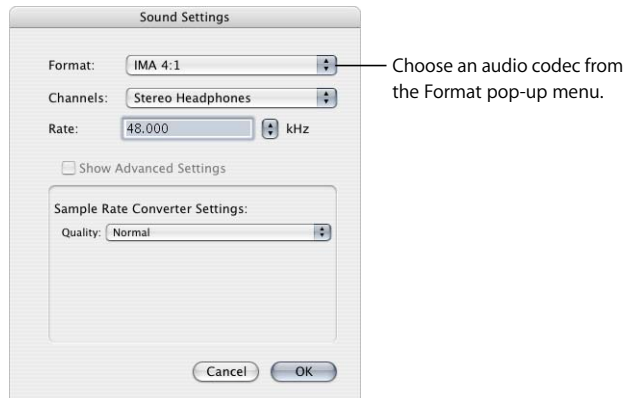 Sound Settings
Format: IMA 4:1
Choose an audio codec from
the Format pop-up menu.
Channels: Stereo Headphones
Rate: 48.000 kHz
Show Advanced Settings
Sample Rate Converter Settings:
Quality: Normal
Cancel OK